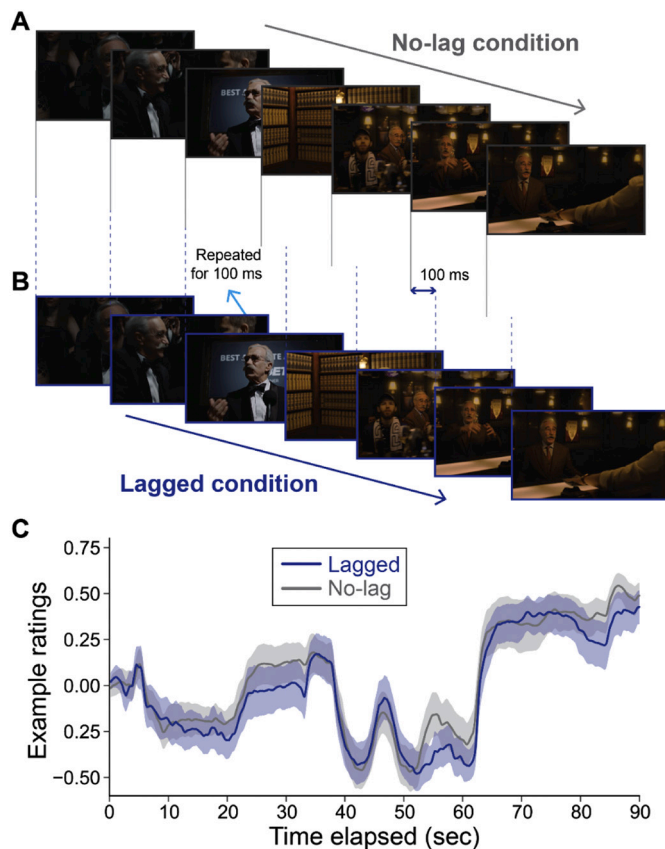 A
No-lag condition
BEST
Repeated
for 100 ms
100 ms
B
BEST
Lagged condition
C
Example ratings
0.75
0.50
0.25
0.00
0.25
−0.50
Lagged
No-lag
0 10 20 30 40 50 60 70 80 90
Time elapsed (sec)